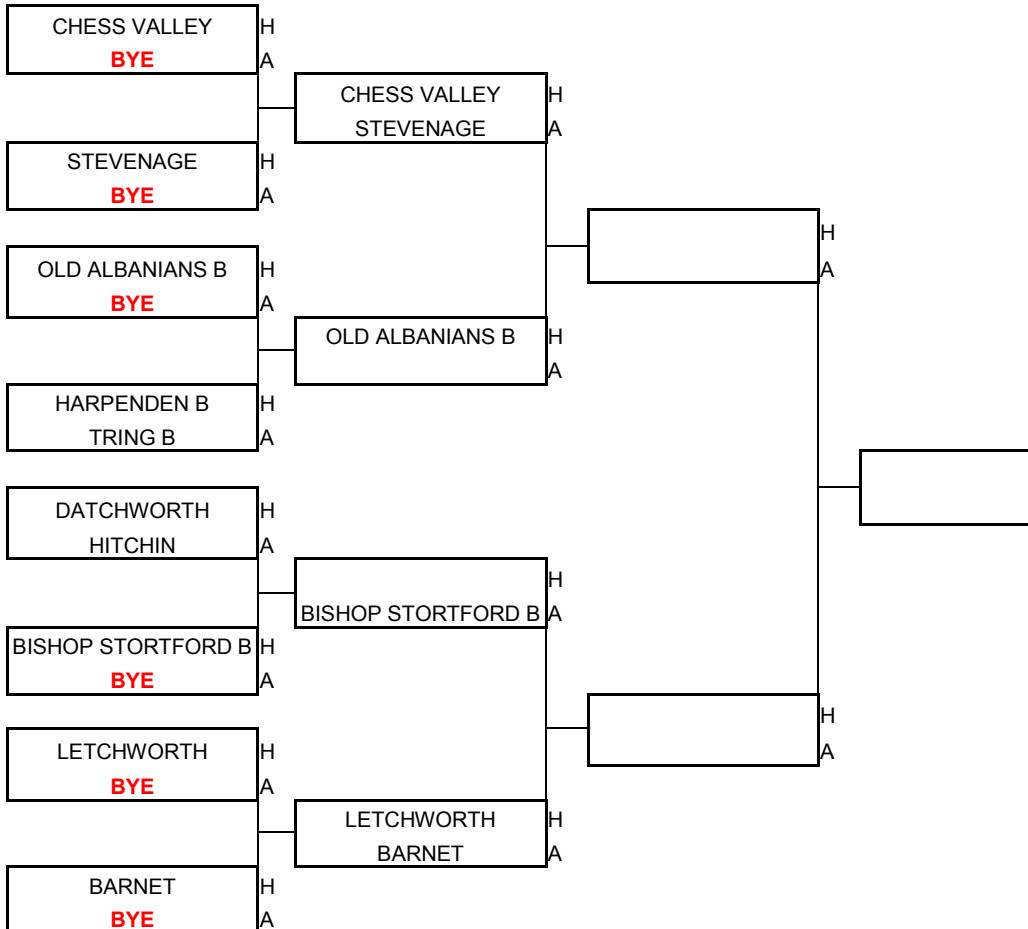 CHESS VALLEY H
BYE A
CHESS VALLEY H
STEVENAGE A
STEVENAGE H
BYE A
H
A
OLD ALBANIANS B H
BYE A
OLD ALBANIANS B H
A
HARPENDEN B H
TRING B A
DATCHWORTH H
HITCHIN A
H
BISHOP STORTFORD B A
BISHOP STORTFORD B H
BYE A
H
A
LETCHWORTH H
BYE A
LETCHWORTH H
BARNET A
BARNET H
BYE A